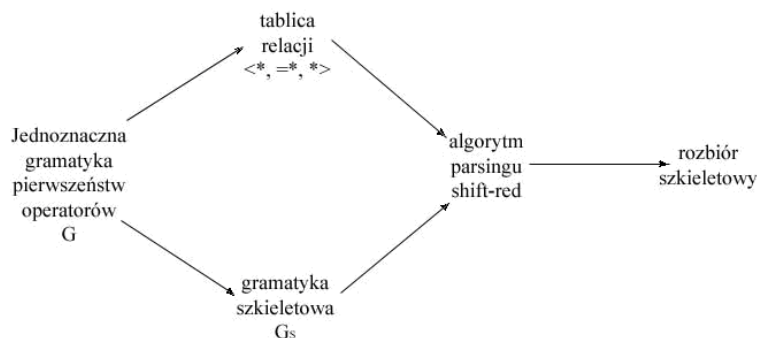 tablica
relacji
<*, =*, *>
Jednoznaczna
gramatyka
pierwszeństw
operatorów
G
algorytm
parsingu
shift-red
rozbiór
szkieletowy
gramatyka
szkieletowa
Gs